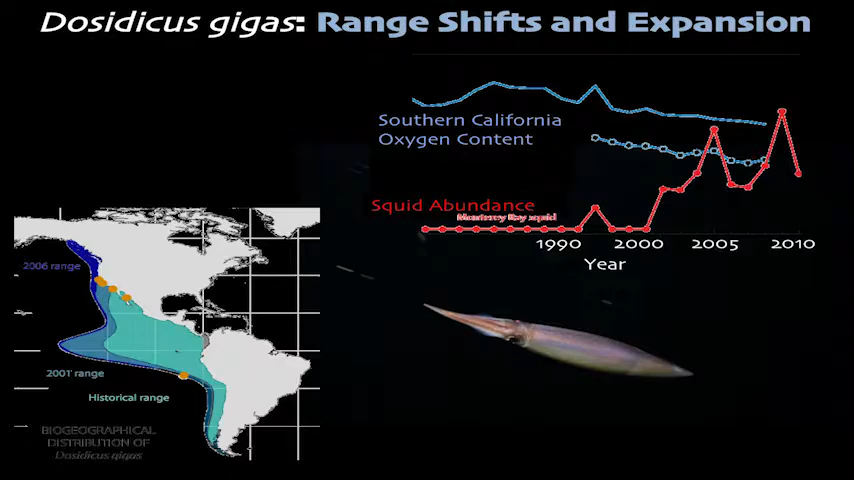 Dosidicus gigas: Range Shifts and Expansion
Southern California
Oxygen Content
Squid Abundance
Monterey Bay squid
1990 2000 2005 2010
Year
2006 range
2001 range
Historical range
BIOGEOGRAPHICAL
DISTRIBUTION OF
Dosidicus gigas